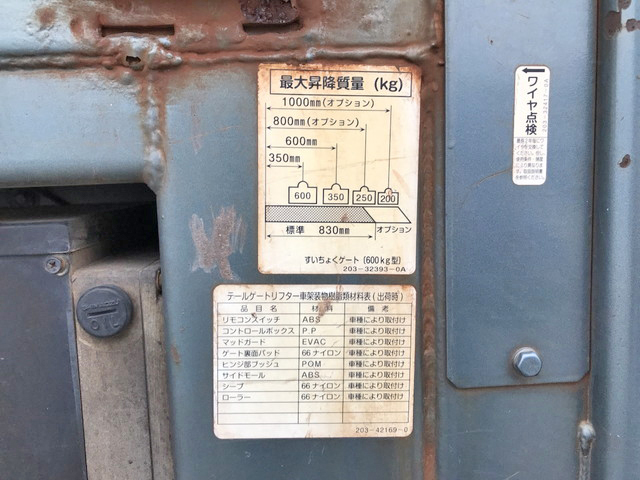 最大昇降質量 (kg)
1000mm(オプション)
800mm(オプション)
600mm
350mm
600 350 250 200
標準 830mm オプション
すいちょくゲート (600kg型)
203-32393-0A
テールゲートリフター車架装物樹脂類材料表(出荷時)
品目名 材料 備考
リモコンスイッチ ABS 車種により取付け
コントロールボックス P.P 車種により取付け
マッドガード EVAC 車種により取付け
ゲート裏面パッド 66ナイロン 車種により取付け
ヒンジ部ブッシュ POM 車種により取付け
サイドモール ABS 車種により取付け
シーブ 66ナイロン 車種により取付け
ローラー 66ナイロン 車種により取付け
203-42169-0
ワイヤ点検
OIL